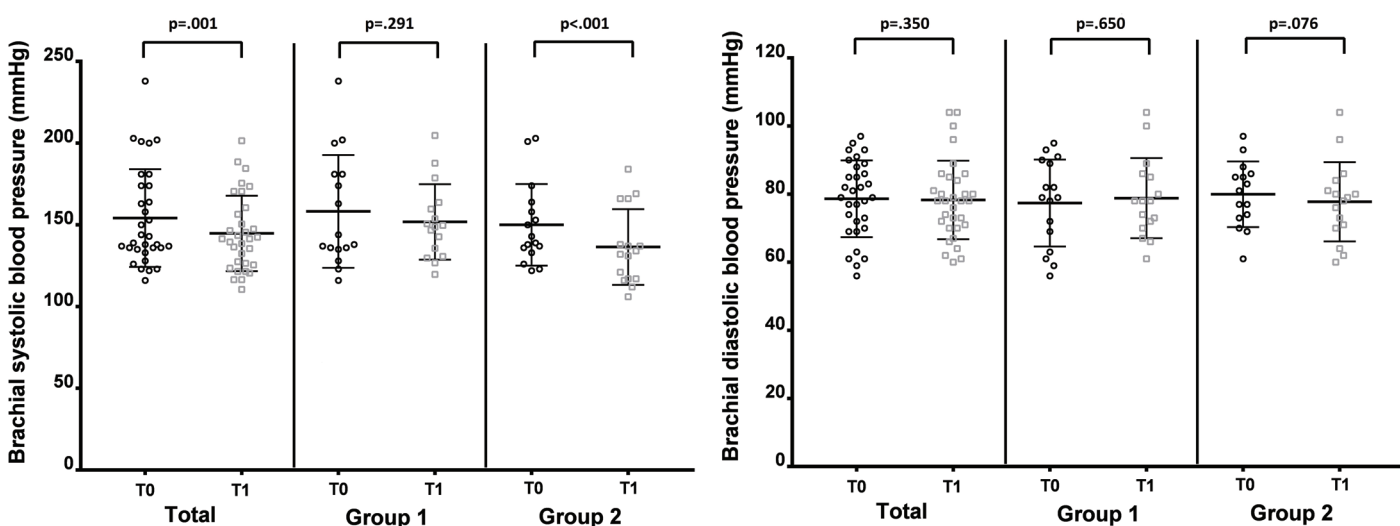 p=.001 p=.291 p<.001
Brachial systolic blood pressure (mmHg)
250
200
150
100
50
0
T0 T1 T0 T1 T0 T1
Total Group 1 Group 2
p=.350 p=.650 p=.076
Brachial diastolic blood pressure (mmHg)
120
100
80
60
40
20
0
T0 T1 T0 T1 T0 T1
Total Group 1 Group 2